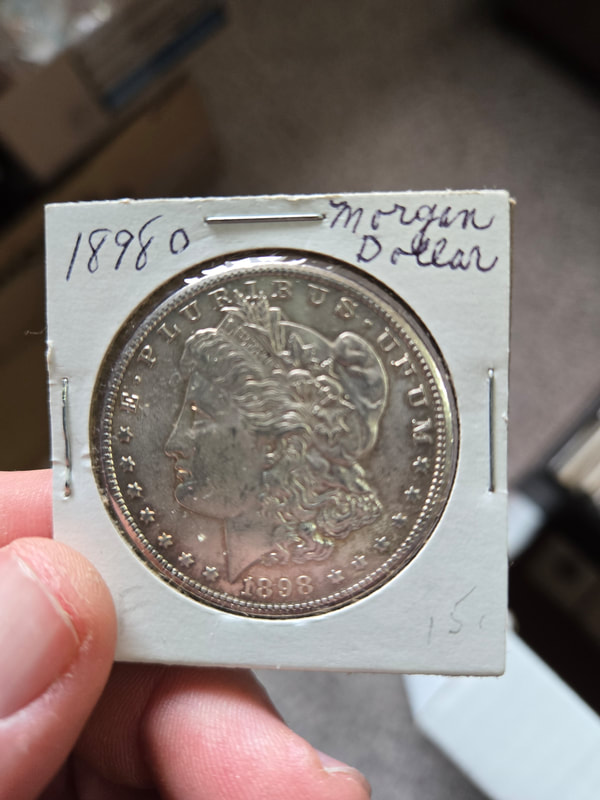 1898 O Morgan
Dollar
E·PLURIBUS·UNUM
1898
15